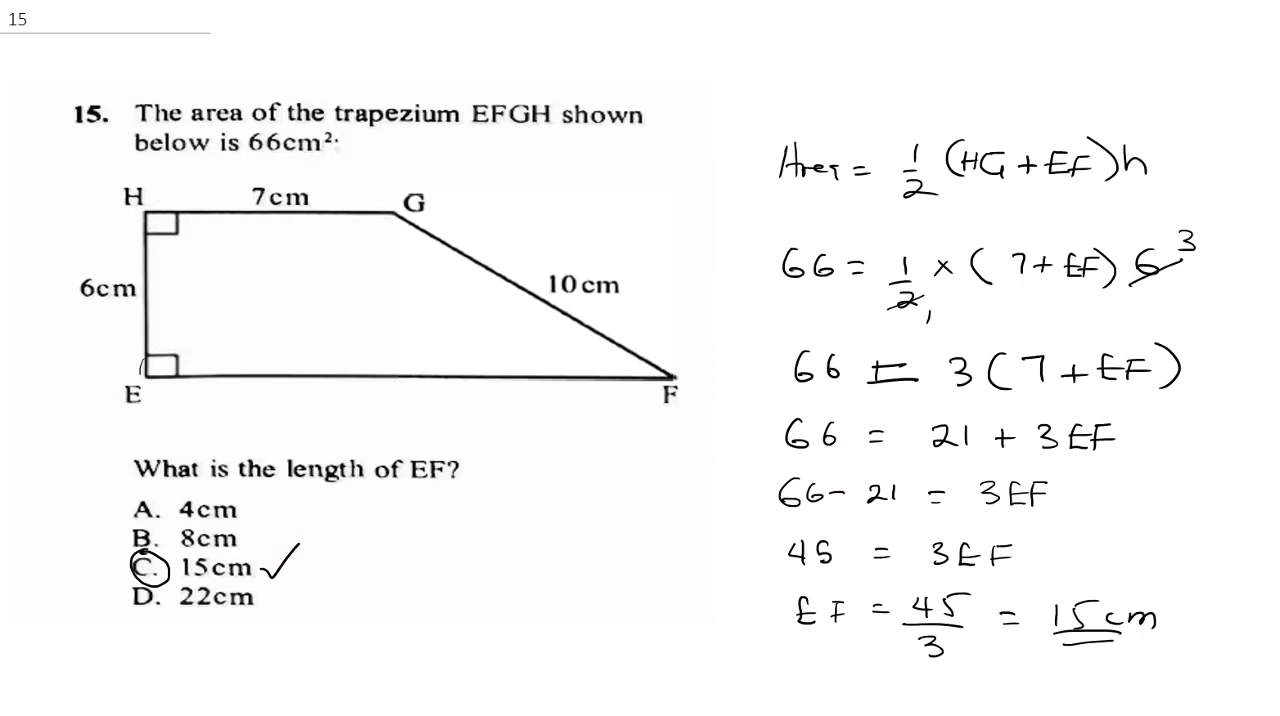 15
15. The area of the trapezium EFGH shown
below is 66cm².
H 7cm G
6cm 10cm
E F
What is the length of EF?
A. 4cm
B. 8cm
C. 15cm ✓
D. 22cm
Area = 1/2 (HG + EF)h
66 = 1/2 × (7 + EF) 6 3
1
66 = 3(7 + EF)
66 = 21 + 3EF
66 - 21 = 3EF
45 = 3EF
EF = 45/3 = 15cm